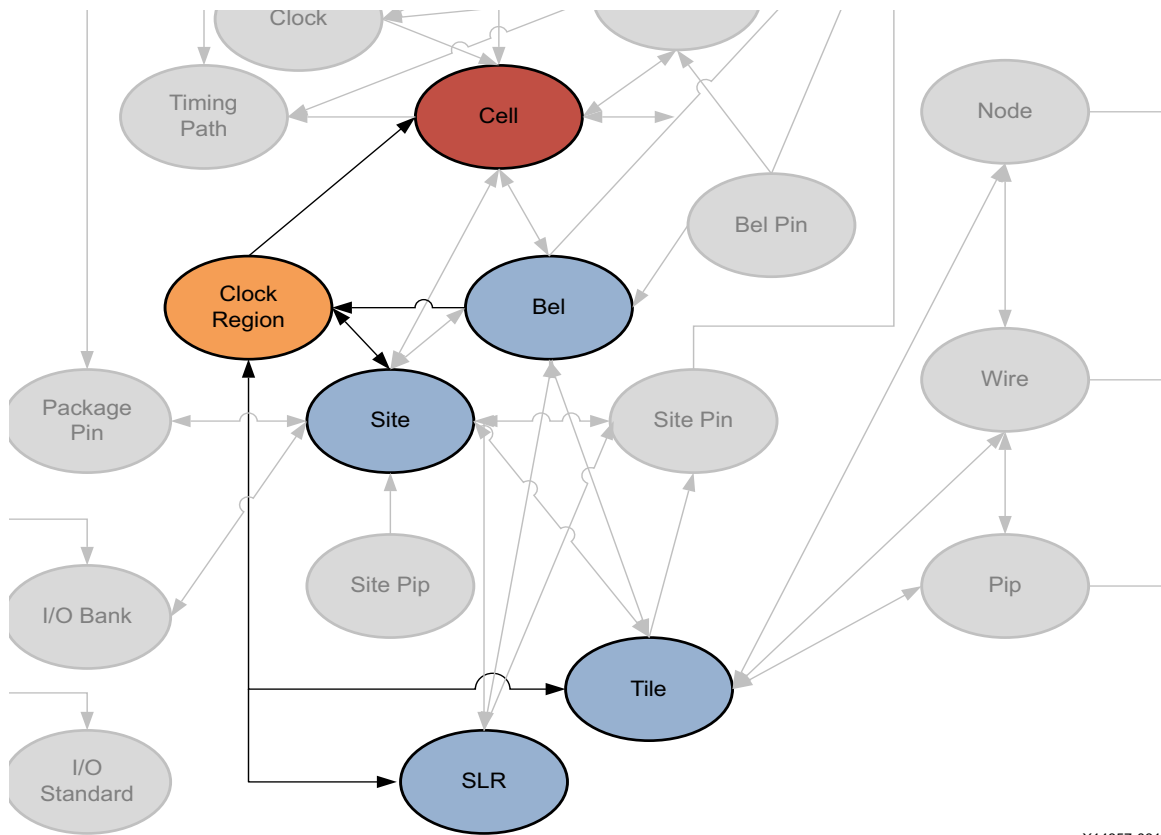 Clock
Timing
Path
Cell
Node
Bel Pin
Clock
Region
Bel
Wire
Package
Pin
Site
Site Pin
Site Pip
Pip
I/O Bank
Tile
I/O
Standard
SLR